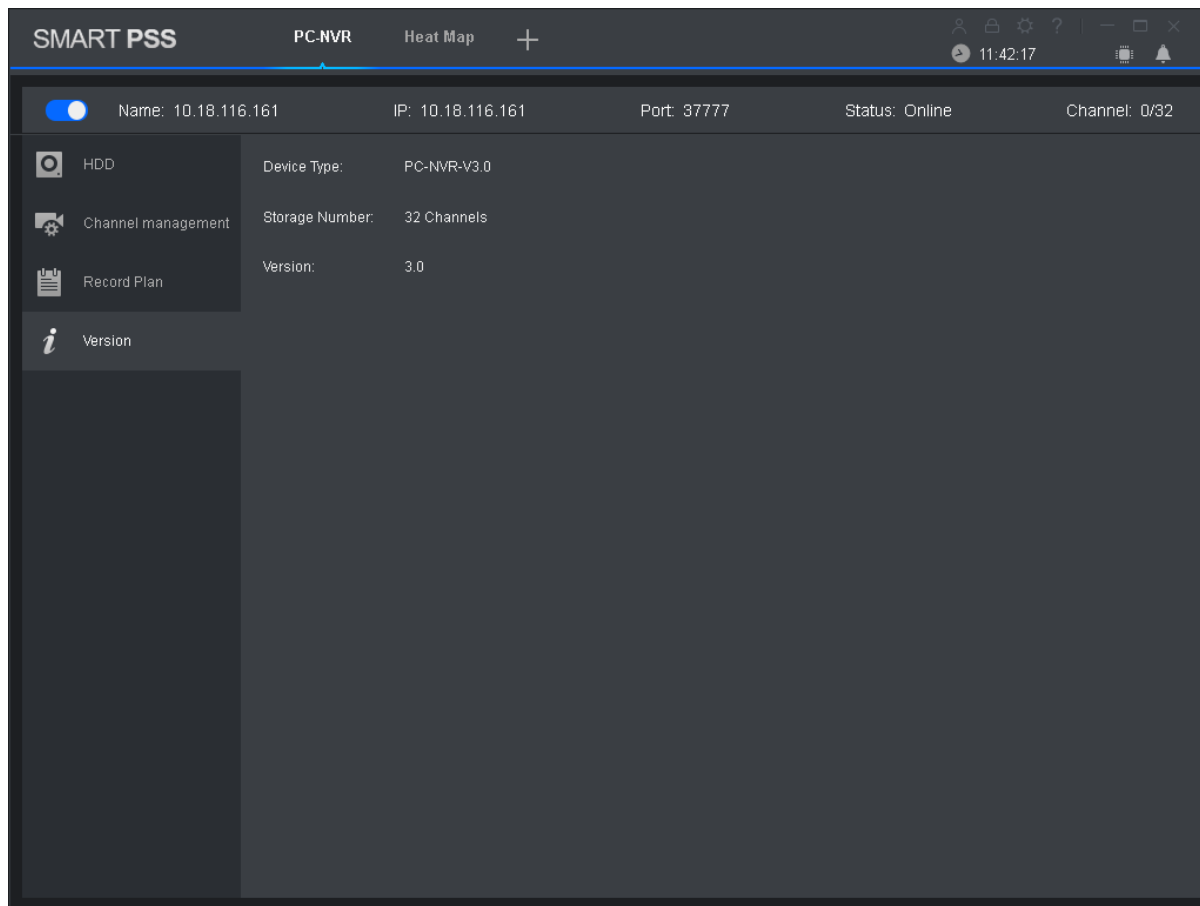 SMART PSS PC-NVR Heat Map ?
11:42:17
Name: 10.18.116.161 IP: 10.18.116.161 Port: 37777 Status: Online Channel: 0/32
HDD
Channel management
Record Plan
Version
Device Type: PC-NVR-V3.0
Storage Number: 32 Channels
Version: 3.0